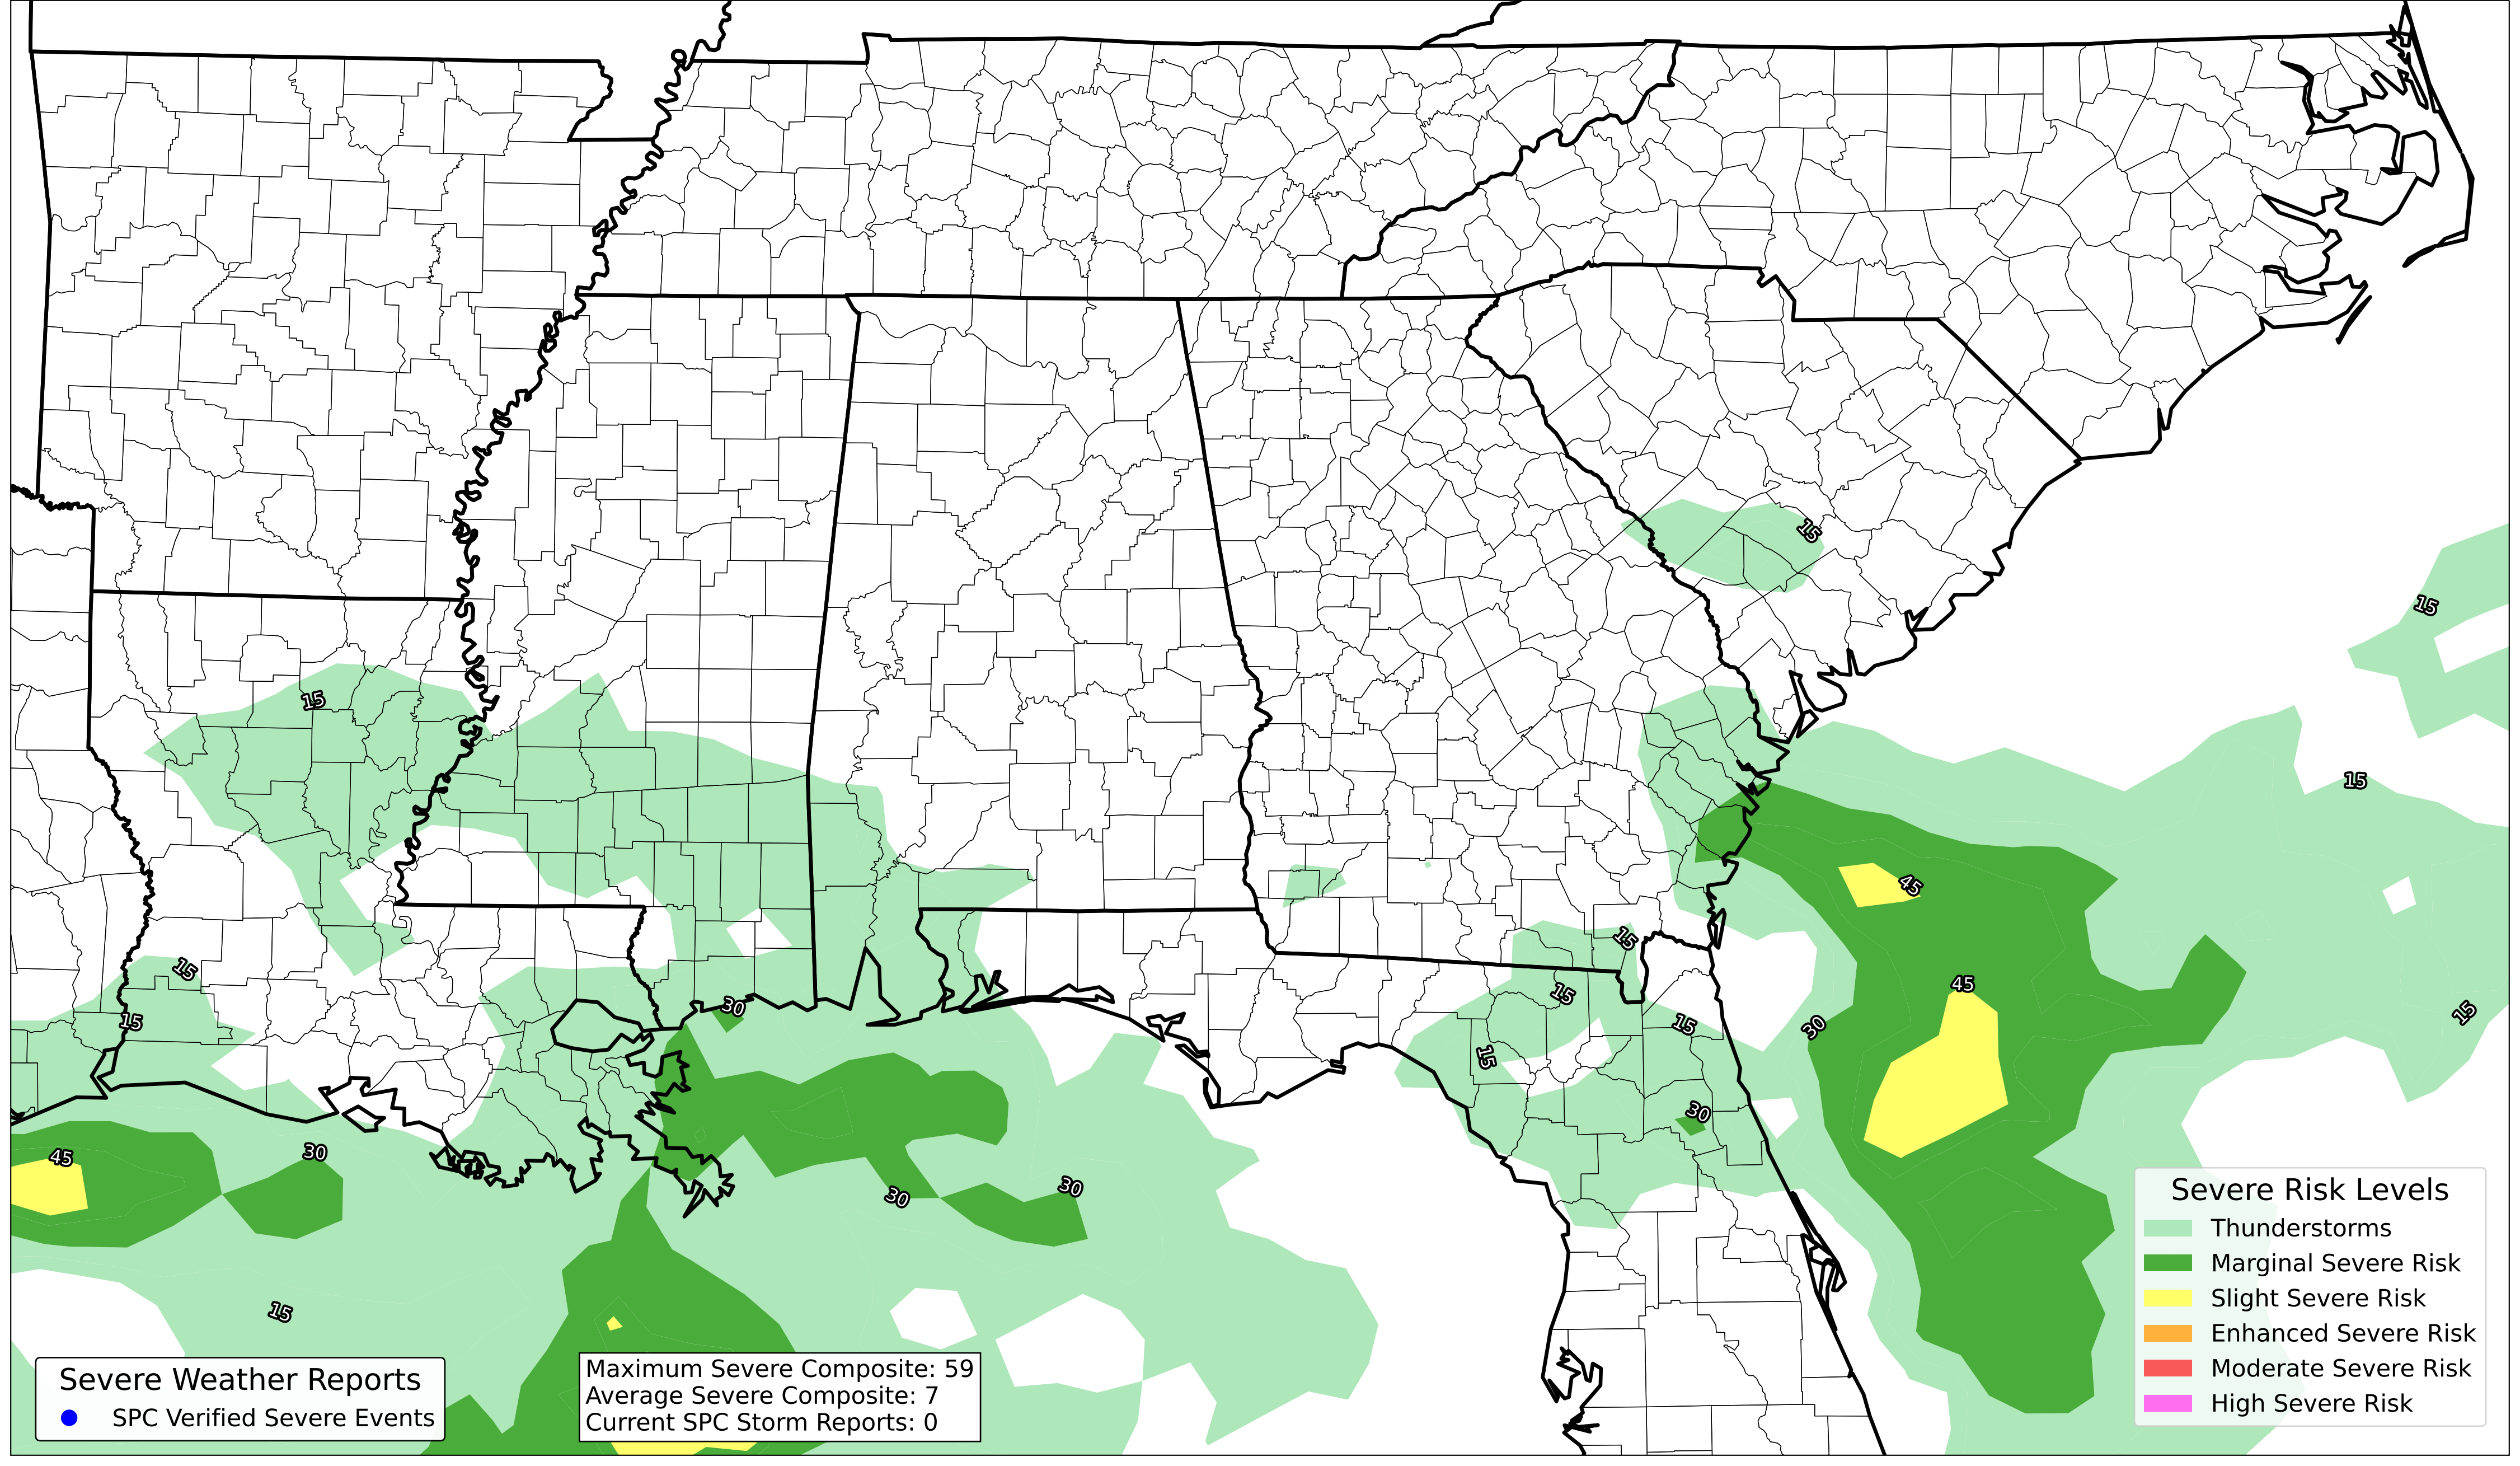 15
15
15
15
15
45
15
45
15
15
30
15
15
30
15
30
45
30
30
30
15
Severe Risk Levels
Thunderstorms
Marginal Severe Risk
Slight Severe Risk
Enhanced Severe Risk
Moderate Severe Risk
High Severe Risk
Severe Weather Reports
SPC Verified Severe Events
Maximum Severe Composite: 59
Average Severe Composite: 7
Current SPC Storm Reports: 0